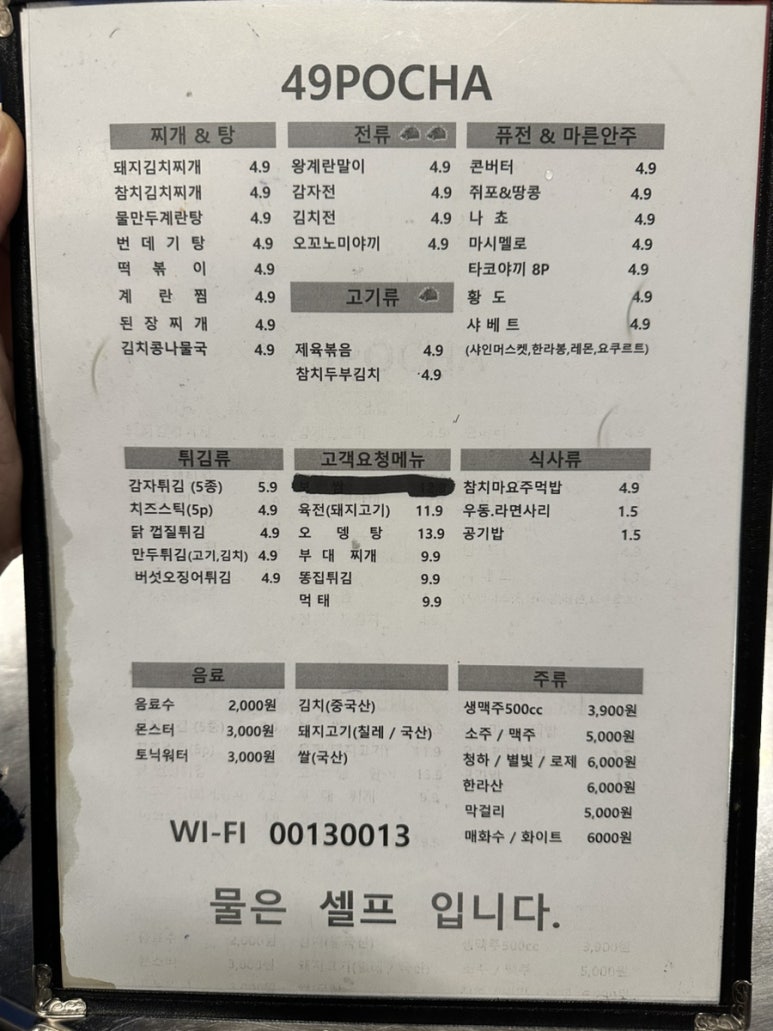 49POCHA
찌개 & 탕
돼지김치찌개 4.9
참치김치찌개 4.9
물만두계란탕 4.9
번 데 기 탕 4.9
떡 볶 이 4.9
계 란 찜 4.9
된 장 찌 개 4.9
김치콩나물국 4.9
전류
왕계란말이 4.9
감자전 4.9
김치전 4.9
오꼬노미야끼 4.9
고기류
제육볶음 4.9
참치두부김치 4.9
퓨전 & 마른안주
콘버터 4.9
쥐포&땅콩 4.9
나 쵸 4.9
마시멜로 4.9
타코야끼 8P 4.9
황 도 4.9
샤 베 트 4.9
(샤인머스켓,한라봉,레몬,요쿠르트)
튀김류
감자튀김 (5종) 5.9
치즈스틱(5p) 4.9
닭 껍질튀김 4.9
만두튀김(고기,김치) 4.9
버섯오징어튀김 4.9
고객요청메뉴
육전(돼지고기) 11.9
오 뎅 탕 13.9
부 대 찌개 9.9
똥집튀김 9.9
먹 태 9.9
식사류
참치마요주먹밥 4.9
우동.라면사리 1.5
공기밥 1.5
음료
음료수 2,000원
몬스터 3,000원
토닉워터 3,000원
김치(중국산)
돼지고기(칠레 / 국산)
쌀(국산)
주류
생맥주500cc 3,900원
소주 / 맥주 5,000원
청하 / 별빛 / 로제 6,000원
한라산 6,000원
막걸리 5,000원
매화수 / 화이트 6000원
WI-FI 00130013
물은 셀프 입니다.